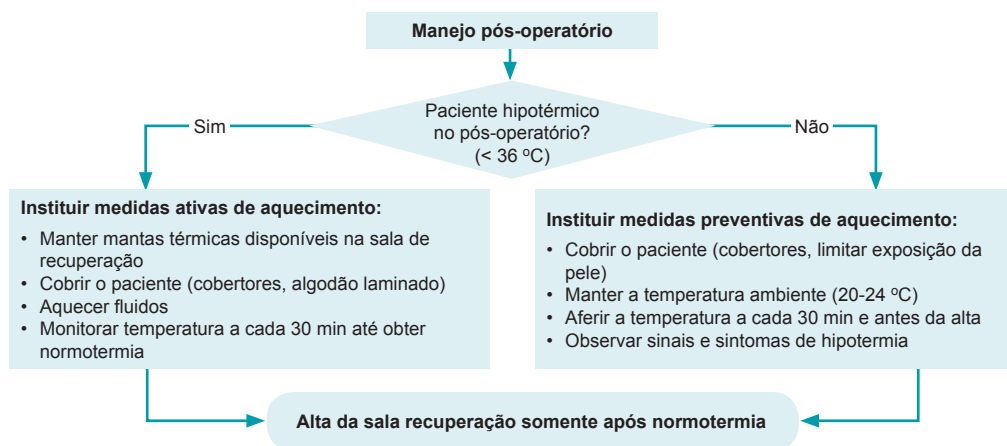 Manejo pós-operatório
Paciente hipotérmico
no pós-operatório?
(< 36 ºC)
Sim
Não
Instituir medidas ativas de aquecimento:
• Manter mantas térmicas disponíveis na sala de
recuperação
• Cobrir o paciente (cobertores, algodão laminado)
• Aquecer fluidos
• Monitorar temperatura a cada 30 min até obter
normotermia
Instituir medidas preventivas de aquecimento:
• Cobrir o paciente (cobertores, limitar exposição da
pele)
• Manter a temperatura ambiente (20-24 ºC)
• Aferir a temperatura a cada 30 min e antes da alta
• Observar sinais e sintomas de hipotermia
Alta da sala recuperação somente após normotermia